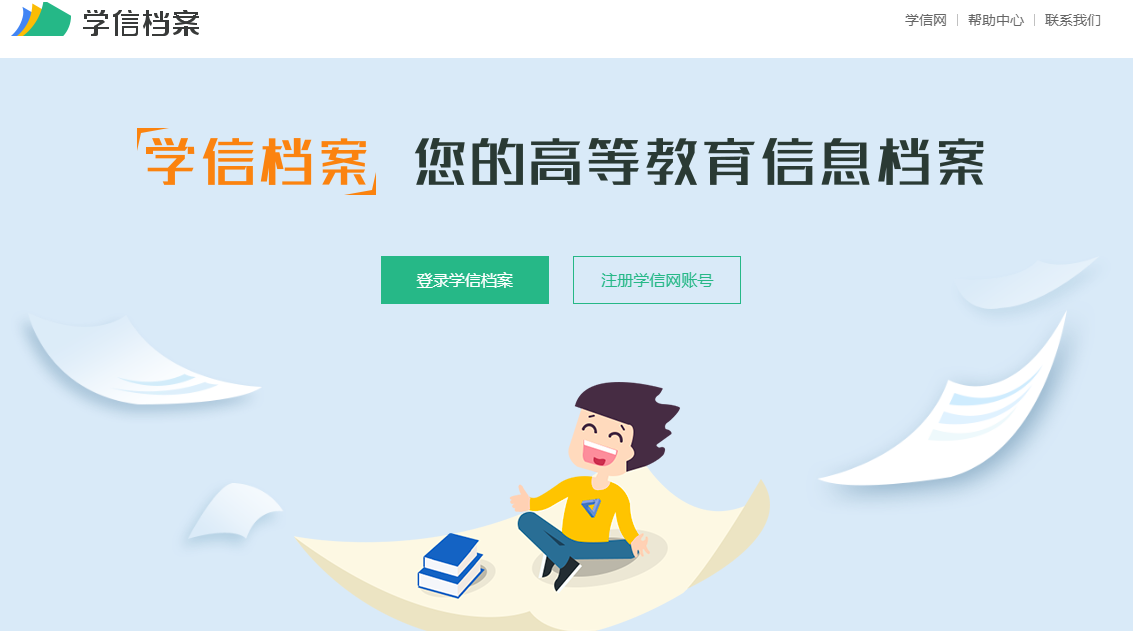 学信档案
学信网 | 帮助中心 | 联系我们
学信档案 您的高等教育信息档案
登录学信档案 注册学信网账号